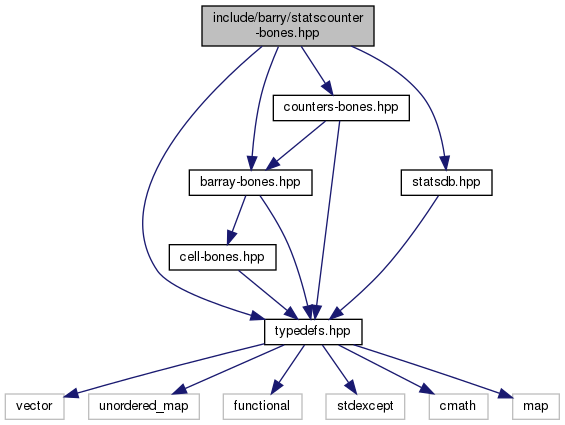 include/barry/statscounter
-bones.hpp
counters-bones.hpp
barray-bones.hpp
statsdb.hpp
cell-bones.hpp
typedefs.hpp
vector
unordered_map
functional
stdexcept
cmath
map